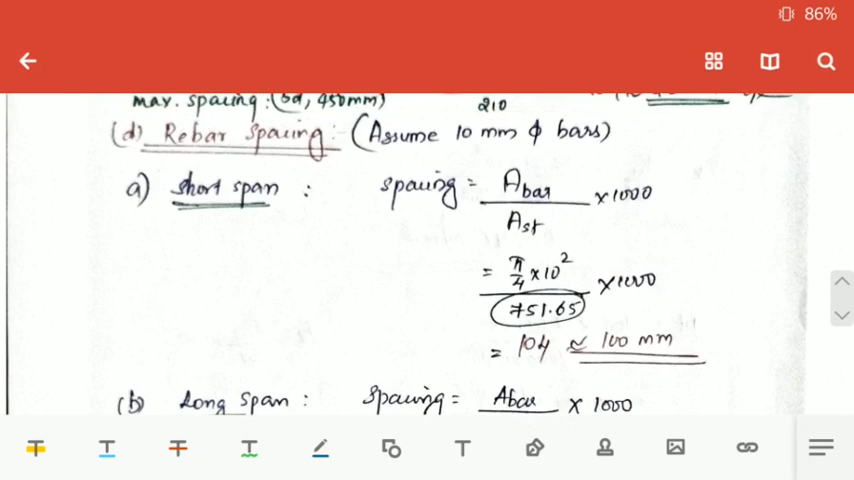 86%
max. spacing : (3d, 450mm)
210
(d) Rebar Spacing : (Assume 10 mm ϕ bars)
a) short span : spacing = Abar / Ast × 1000
= π/4 × 10² / 751.65 × 1000
= 104 ≈ 100 mm
(b) Long span : spacing = Abar × 1000